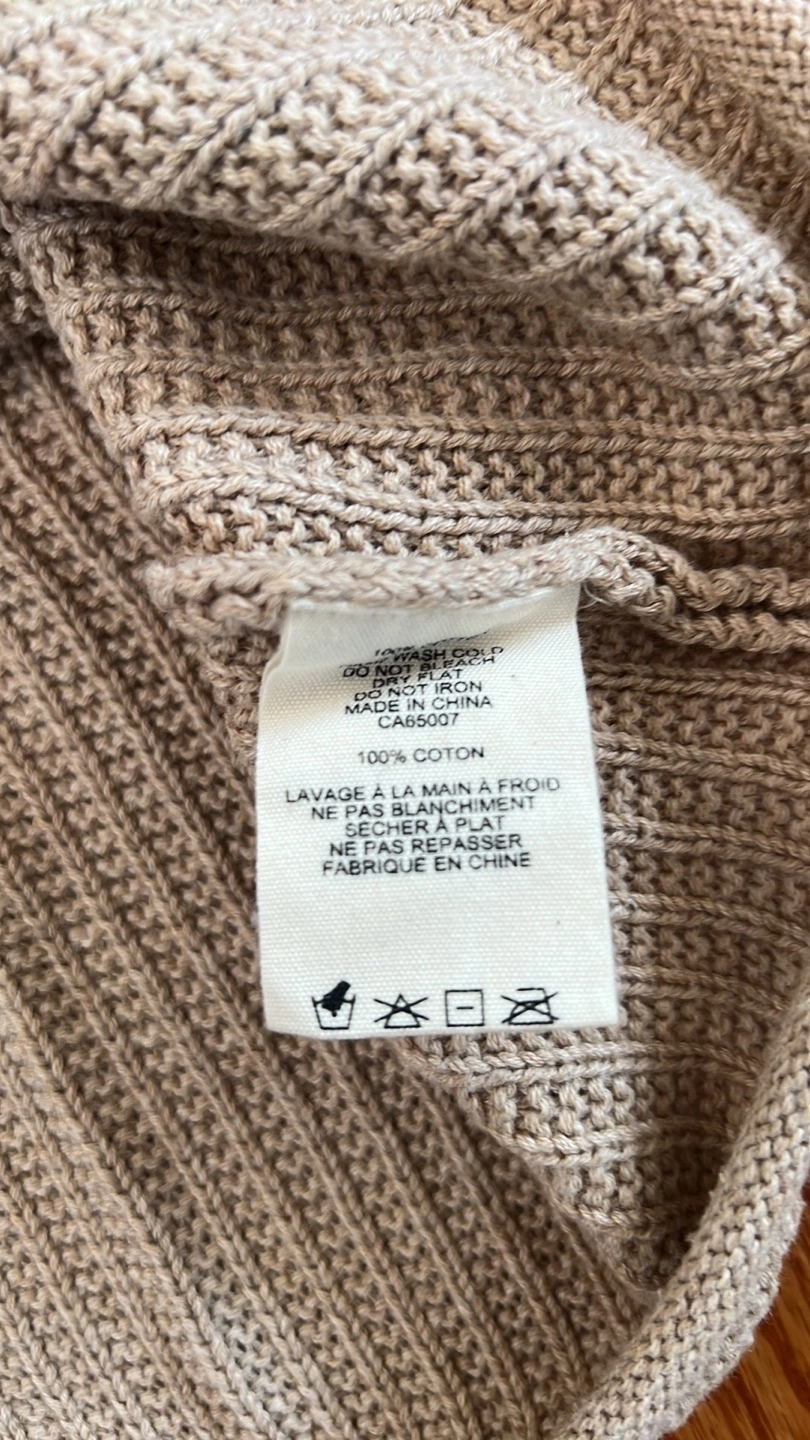 100%
WASH COLD
DO NOT BLEACH
DRY FLAT
DO NOT IRON
MADE IN CHINA
CA65007
100% COTON
LAVAGE À LA MAIN À FROID
NE PAS BLANCHIMENT
SÉCHER À PLAT
NE PAS REPASSER
FABRIQUÉ EN CHINE